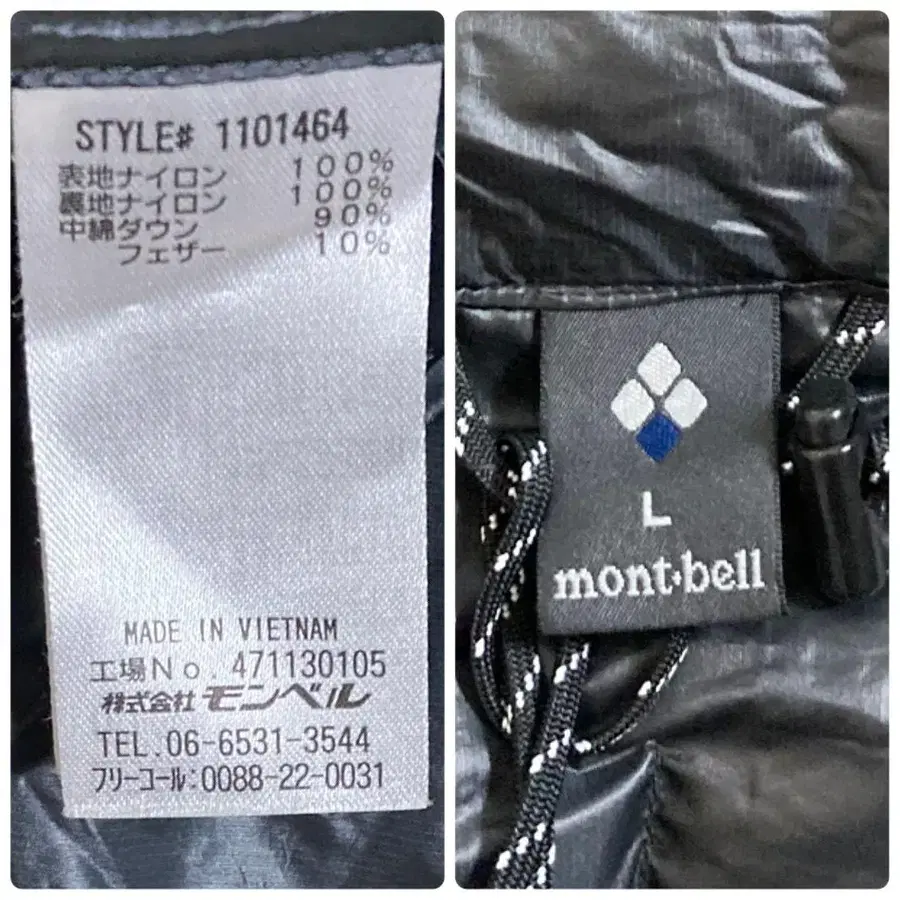 STYLE# 1101464
表地ナイロン 100%
裏地ナイロン 100%
中綿ダウン 90%
フェザー 10%
MADE IN VIETNAM
工場No. 471130105
株式会社モンベル
TEL.06-6531-3544
フリーコール:0088-22-0031
L
mont·bell